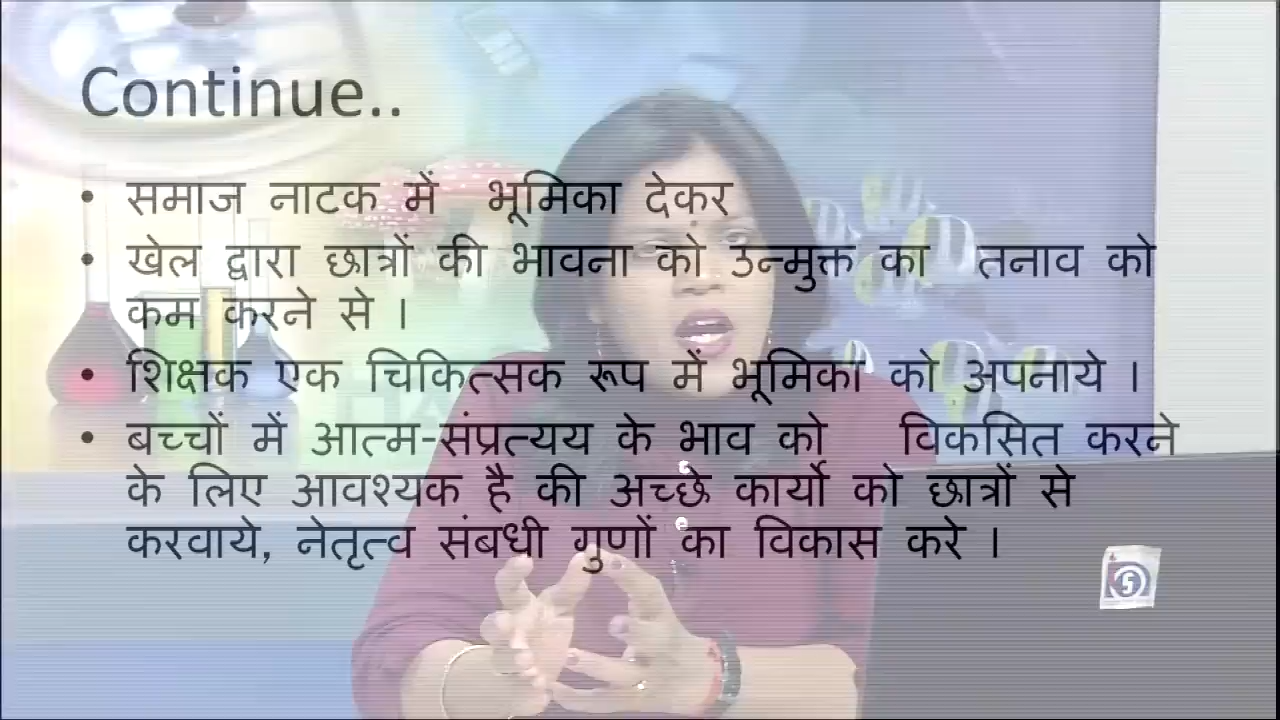 Continue..
• समाज नाटक में भूमिका देकर
• खेल द्वारा छात्रों की भावना को उन्मुक्त का तनाव को
कम करने से ।
• शिक्षक एक चिकित्सक रूप में भूमिका को अपनाये ।
• बच्चों में आत्म-संप्रत्यय के भाव को विकसित करने
के लिए आवश्यक है की अच्छे कार्यो को छात्रों से
करवाये, नेतृत्व संबधी गुणों का विकास करे ।
5